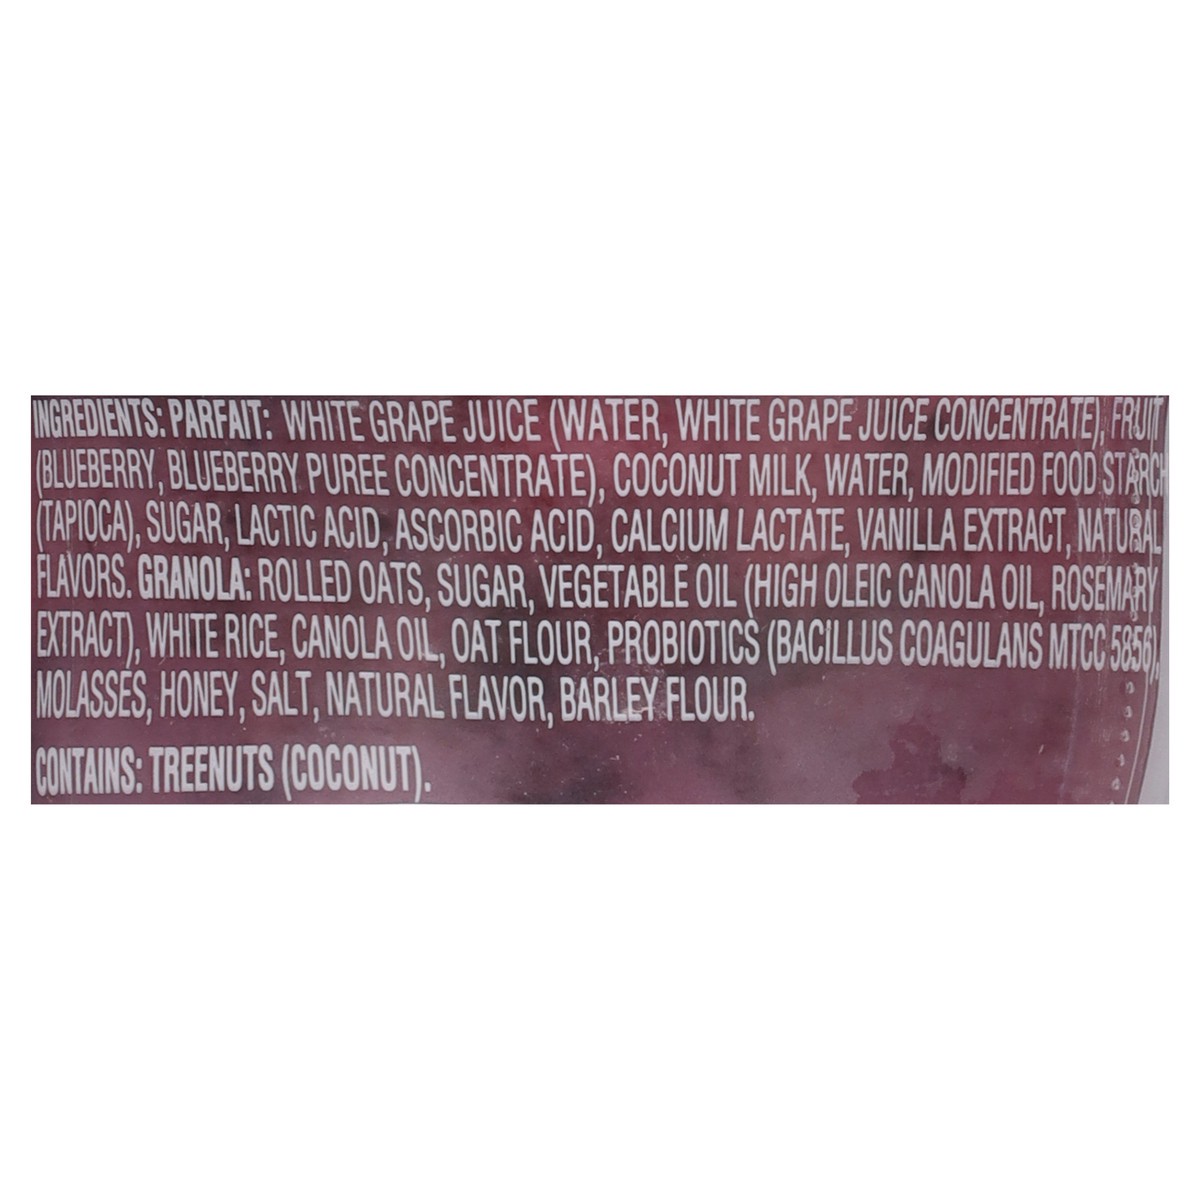 INGREDIENTS: PARFAIT: WHITE GRAPE JUICE (WATER, WHITE GRAPE JUICE CONCENTRATE), FRUIT
(BLUEBERRY, BLUEBERRY PUREE CONCENTRATE), COCONUT MILK, WATER, MODIFIED FOOD STARCH
(TAPIOCA), SUGAR, LACTIC ACID, ASCORBIC ACID, CALCIUM LACTATE, VANILLA EXTRACT, NATURAL
FLAVORS. GRANOLA: ROLLED OATS, SUGAR, VEGETABLE OIL (HIGH OLEIC CANOLA OIL, ROSEMARY
EXTRACT), WHITE RICE, CANOLA OIL, OAT FLOUR, PROBIOTICS (BACILLUS COAGULANS MTCC 5856),
MOLASSES, HONEY, SALT, NATURAL FLAVOR, BARLEY FLOUR.
CONTAINS: TREENUTS (COCONUT).